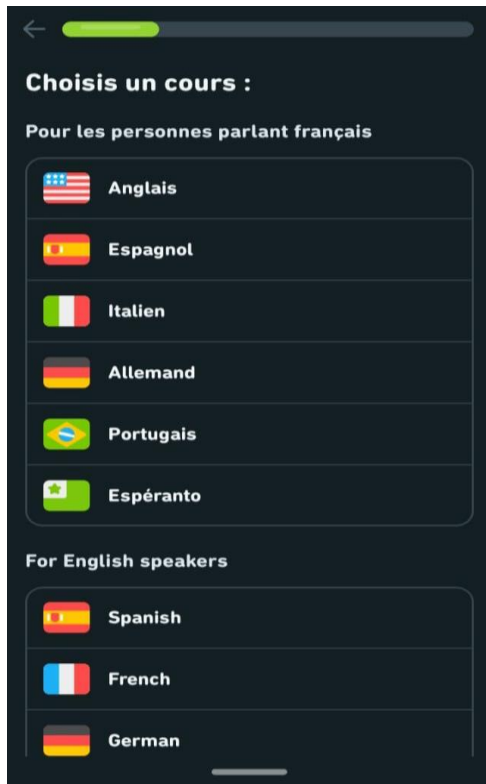 Choisis un cours :
Pour les personnes parlant français
Anglais
Espagnol
Italien
Allemand
Portugais
Espéranto
For English speakers
Spanish
French
German